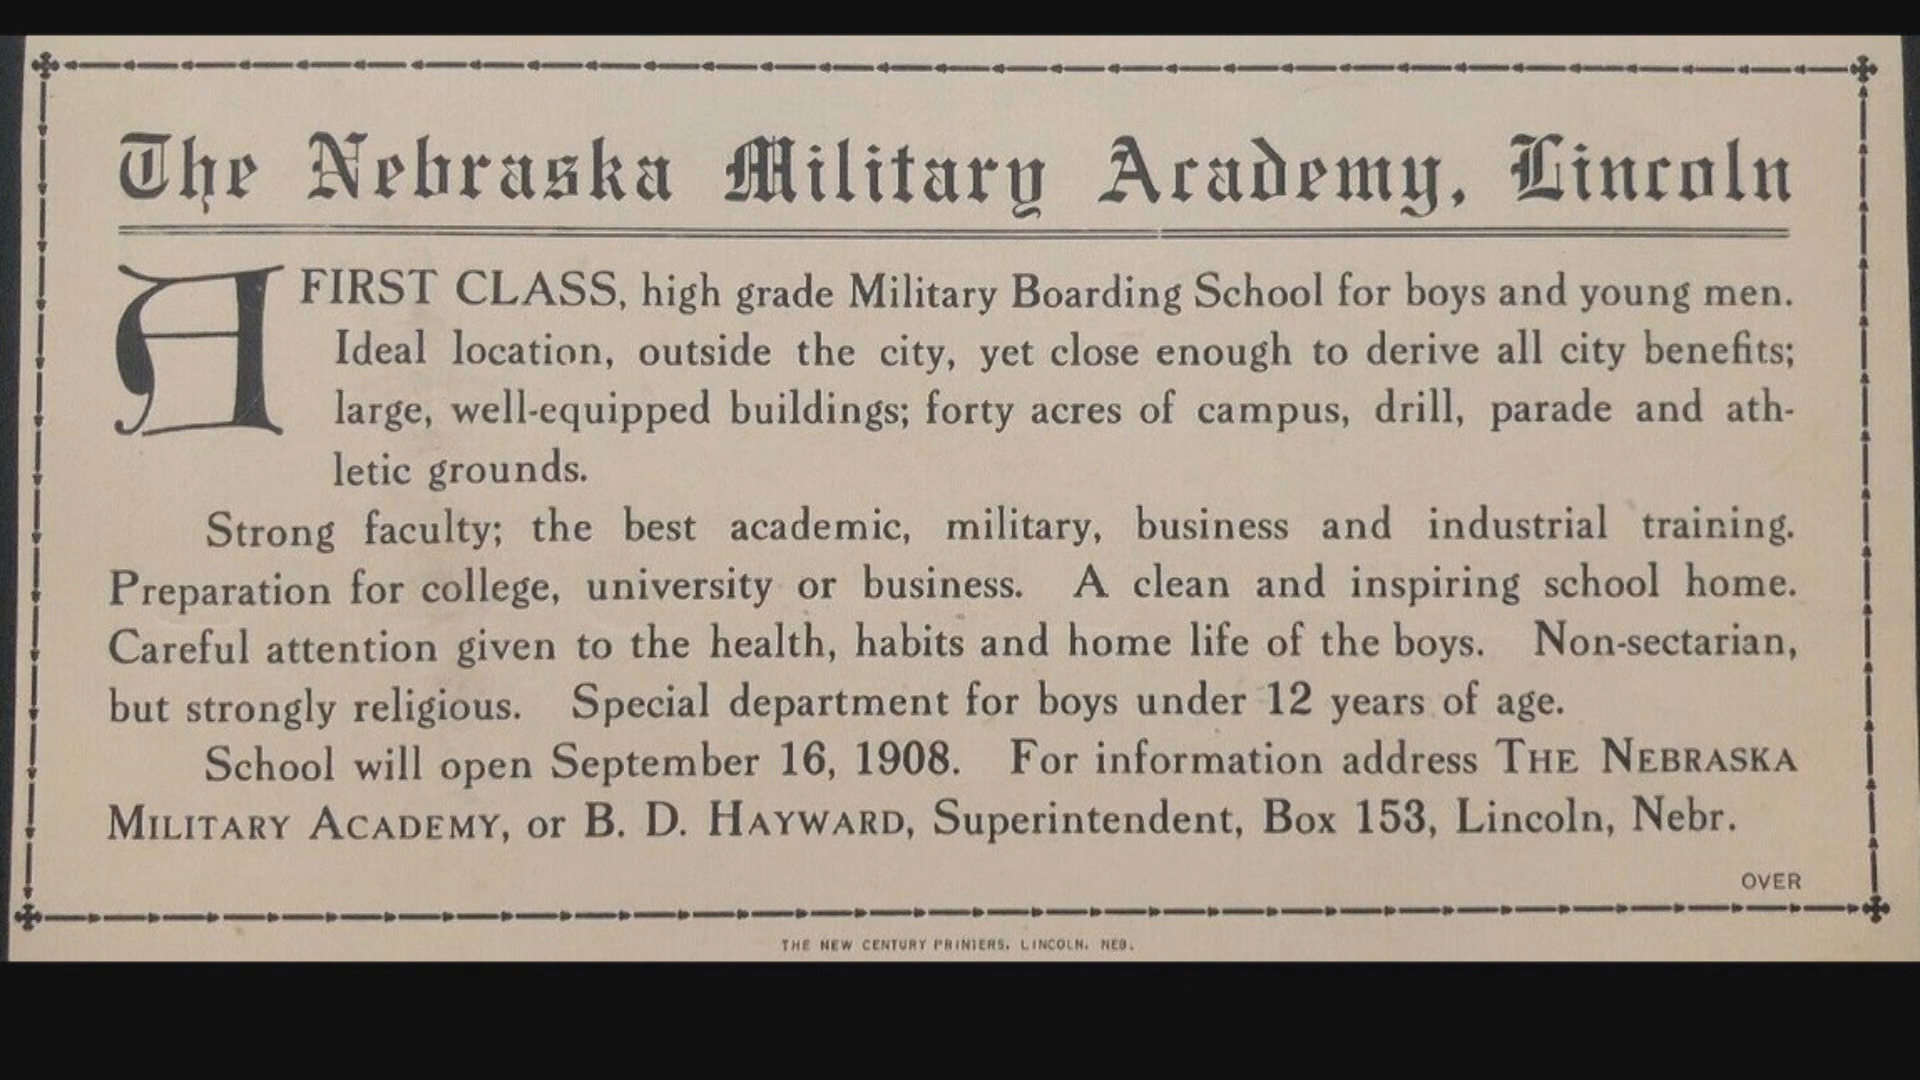 The Nebraska Military Academy, Lincoln
A FIRST CLASS, high grade Military Boarding School for boys and young men.
Ideal location, outside the city, yet close enough to derive all city benefits;
large, well-equipped buildings; forty acres of campus, drill, parade and ath-
letic grounds.
Strong faculty; the best academic, military, business and industrial training.
Preparation for college, university or business. A clean and inspiring school home.
Careful attention given to the health, habits and home life of the boys. Non-sectarian,
but strongly religious. Special department for boys under 12 years of age.
School will open September 16, 1908. For information address THE NEBRASKA
MILITARY ACADEMY, or B. D. HAYWARD, Superintendent, Box 153, Lincoln, Nebr.
OVER
THE NEW CENTURY PRINTERS, LINCOLN, NEB.